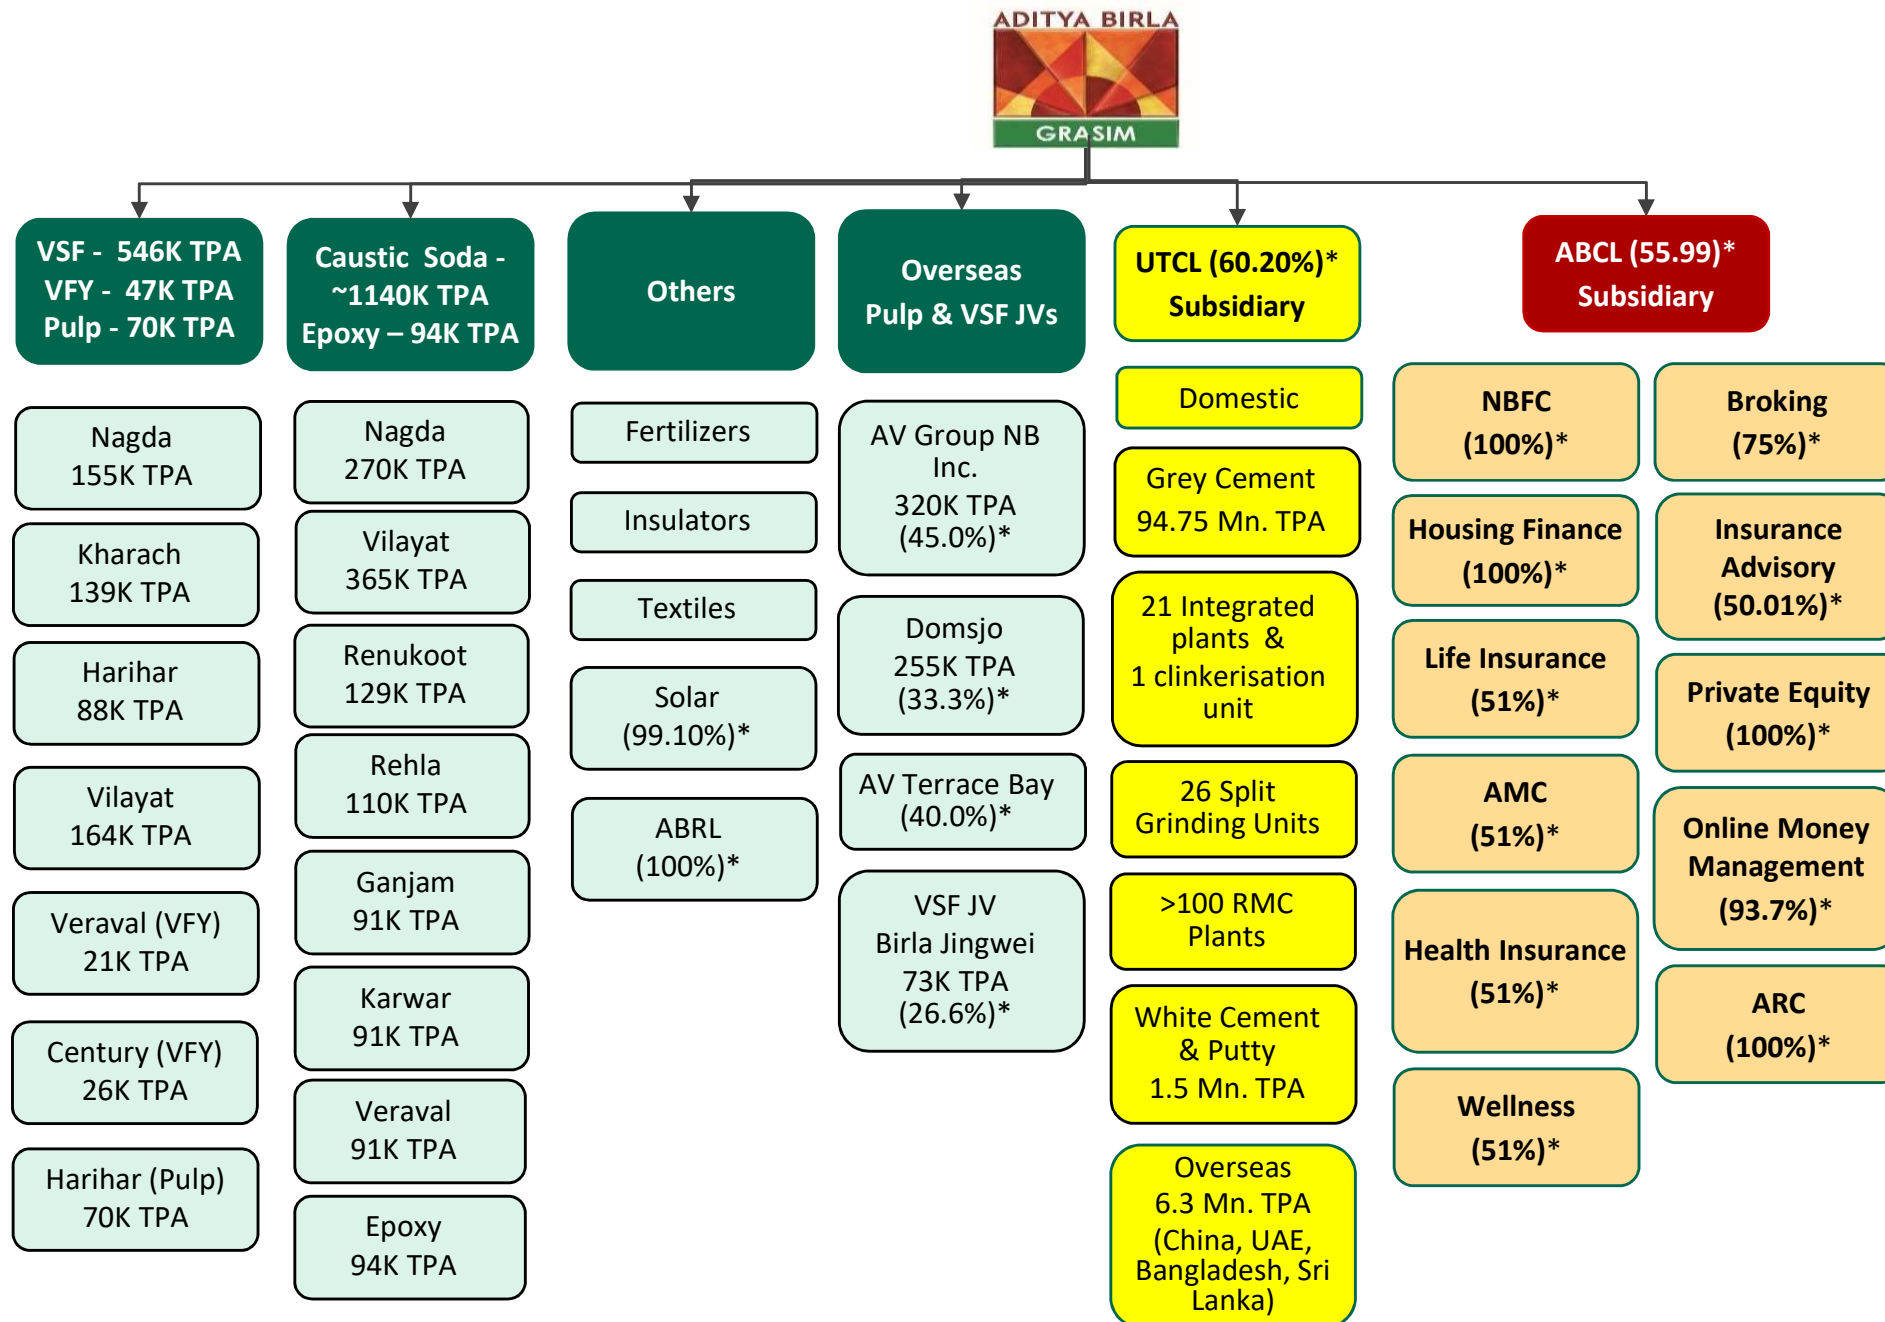 ADITYA BIRLA
GRASIM
VSF - 546K TPA
VFY - 47K TPA
Pulp - 70K TPA
Nagda
155K TPA
Kharach
139K TPA
Harihar
88K TPA
Vilayat
164K TPA
Veraval (VFY)
21K TPA
Century (VFY)
26K TPA
Harihar (Pulp)
70K TPA
Caustic Soda -
~1140K TPA
Epoxy – 94K TPA
Nagda
270K TPA
Vilayat
365K TPA
Renukoot
129K TPA
Rehla
110K TPA
Ganjam
91K TPA
Karwar
91K TPA
Veraval
91K TPA
Epoxy
94K TPA
Others
Fertilizers
Insulators
Textiles
Solar
(99.10%)*
ABRL
(100%)*
Overseas
Pulp & VSF JVs
AV Group NB
Inc.
320K TPA
(45.0%)*
Domsjo
255K TPA
(33.3%)*
AV Terrace Bay
(40.0%)*
VSF JV
Birla Jingwei
73K TPA
(26.6%)*
UTCL (60.20%)*
Subsidiary
Domestic
Grey Cement
94.75 Mn. TPA
21 Integrated
plants &
1 clinkerisation
unit
26 Split
Grinding Units
>100 RMC
Plants
White Cement
& Putty
1.5 Mn. TPA
Overseas
6.3 Mn. TPA
(China, UAE,
Bangladesh, Sri
Lanka)
ABCL (55.99)*
Subsidiary
NBFC
(100%)*
Housing Finance
(100%)*
Life Insurance
(51%)*
AMC
(51%)*
Health Insurance
(51%)*
Wellness
(51%)*
Broking
(75%)*
Insurance
Advisory
(50.01%)*
Private Equity
(100%)*
Online Money
Management
(93.7%)*
ARC
(100%)*